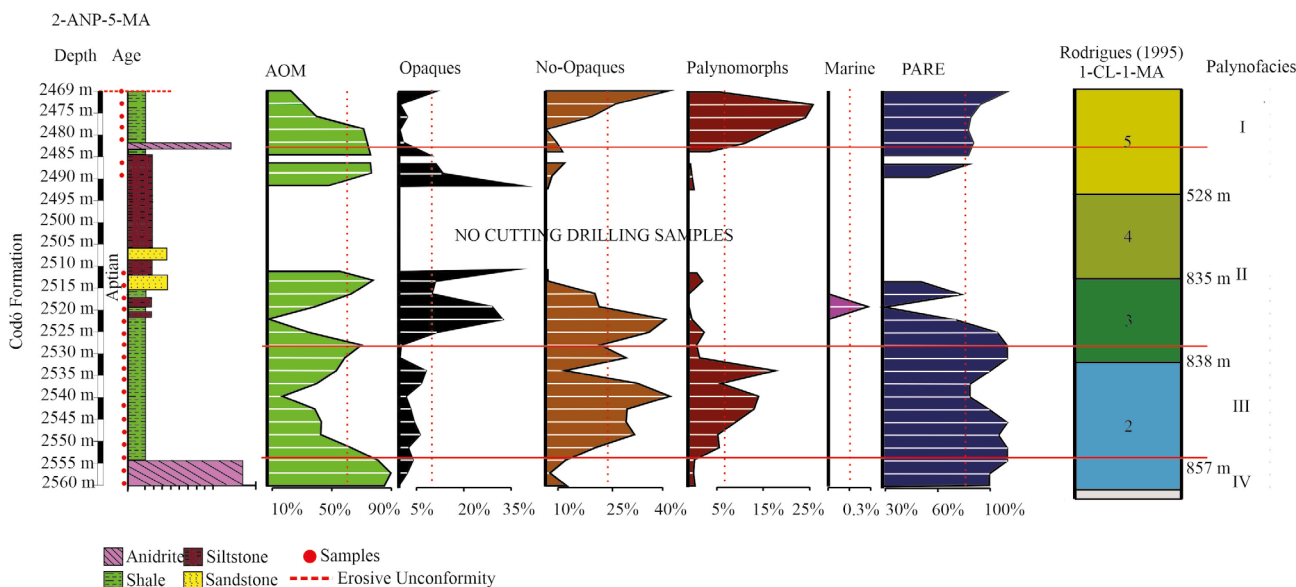 2-ANP-5-MA
Depth Age
AOM
Opaques
No-Opaques
Palynomorphs
Marine
PARE
Rodrigues (1995)
1-CL-1-MA
Palynofacies
2469 m
2475 m
2480 m
2485 m
2490 m
2495 m
2500 m
2505 m
2510 m
2515 m
2520 m
2525 m
2530 m
2535 m
2540 m
2545 m
2550 m
2555 m
2560 m
Codó Formation
Aptian
NO CUTTING DRILLING SAMPLES
5
4
3
2
528 m
835 m
838 m
857 m
I
II
III
IV
10% 50% 90%
5% 20% 35%
10% 25% 40%
5% 15% 25%
0.3%
30% 60% 100%
Anidrite Siltstone Samples
Shale Sandstone Erosive Unconformity